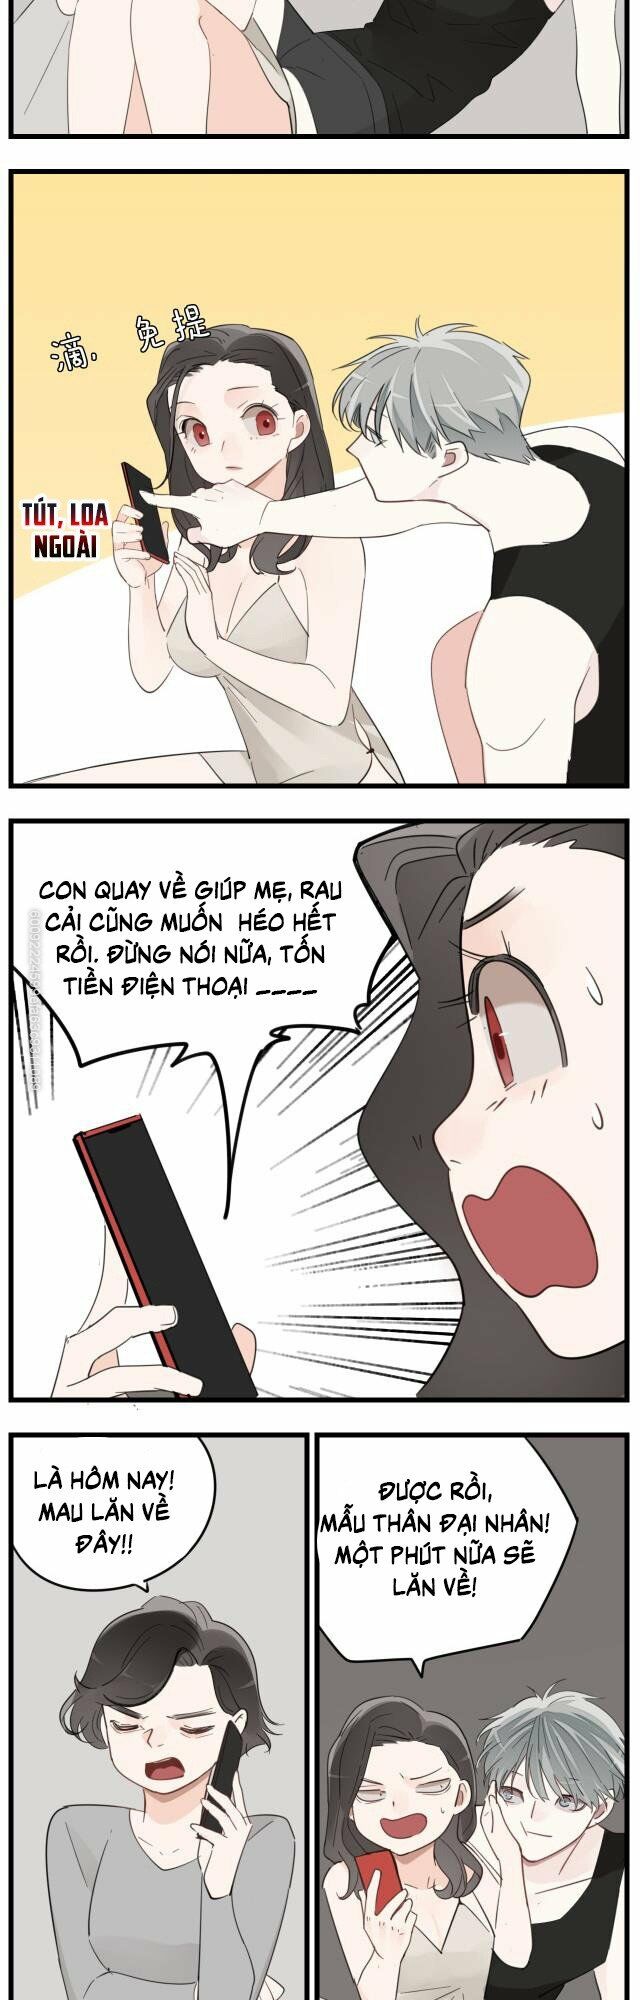 滴, 免提
TÚT, LOA
NGOÀI
CON QUAY VỀ GIÚP MẸ, RAU
CẢI CŨNG MUỐN HÉO HẾT
RỒI. ĐỪNG NÓI NỮA, TỐN
TIỀN ĐIỆN THOẠI ----
LÀ HÔM NAY!
MAU LĂN VỀ
ĐÂY!!
ĐƯỢC RỒI,
MẪU THÂN ĐẠI NHÂN!
MỘT PHÚT NỮA SẼ
LĂN VỀ!